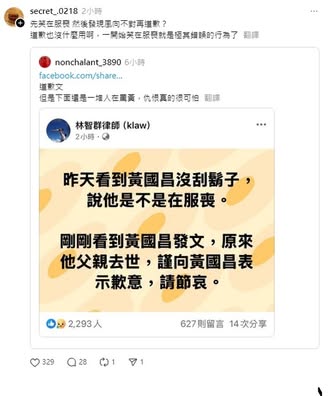 secret_.0218 2小時
先笑在服喪 然後發現風向不對再道歉？
道歉也沒什麼用啊，一開始笑在服喪就是極其錯誤的行為了 翻譯
nonchalant_3890 6小時
facebook.com/share...
道歉文
但是下面還是一堆人在罵黃，仇恨真的很可怕 翻譯
林智群律師 (klaw)
2小時 ·
昨天看到黃國昌沒刮鬍子，
說他是不是在服喪。
剛剛看到黃國昌發文，原來
他父親去世，謹向黃國昌表
示歉意，請節哀。
2,293人 627則留言 14次分享
329 28 1 1